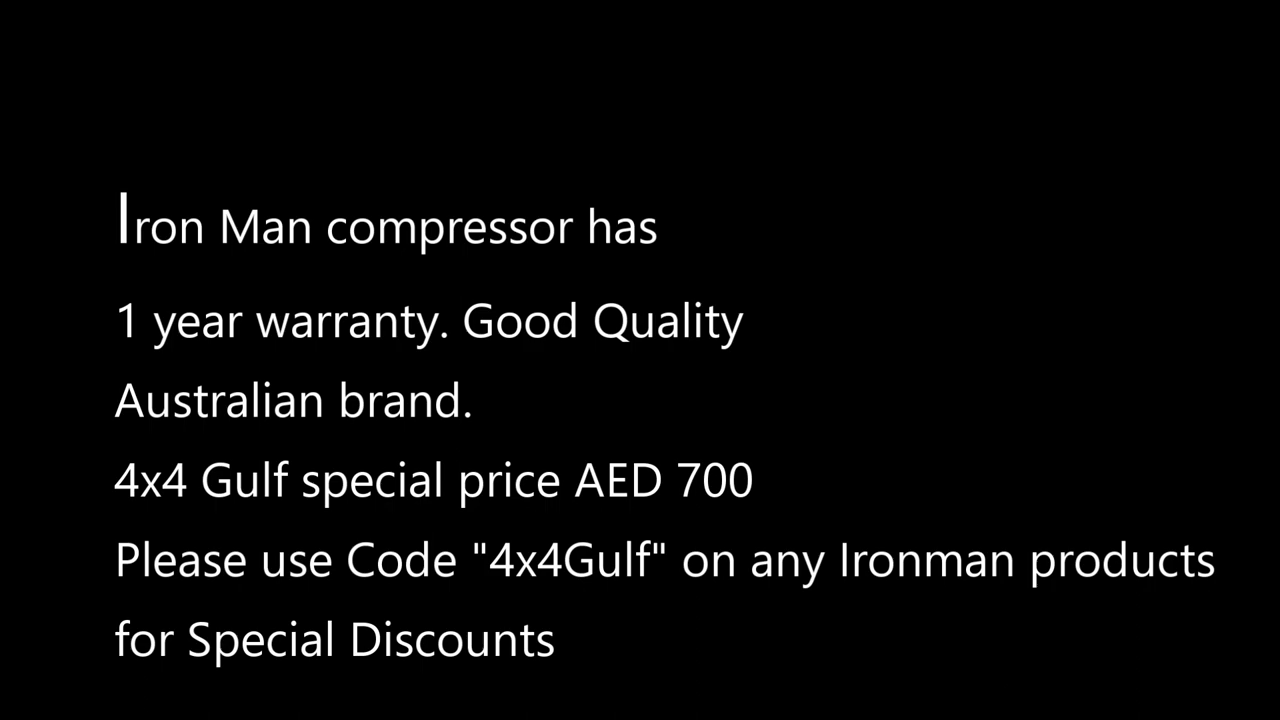 Iron Man compressor has
1 year warranty. Good Quality
Australian brand.
4x4 Gulf special price AED 700
Please use Code "4x4Gulf" on any Ironman products
for Special Discounts